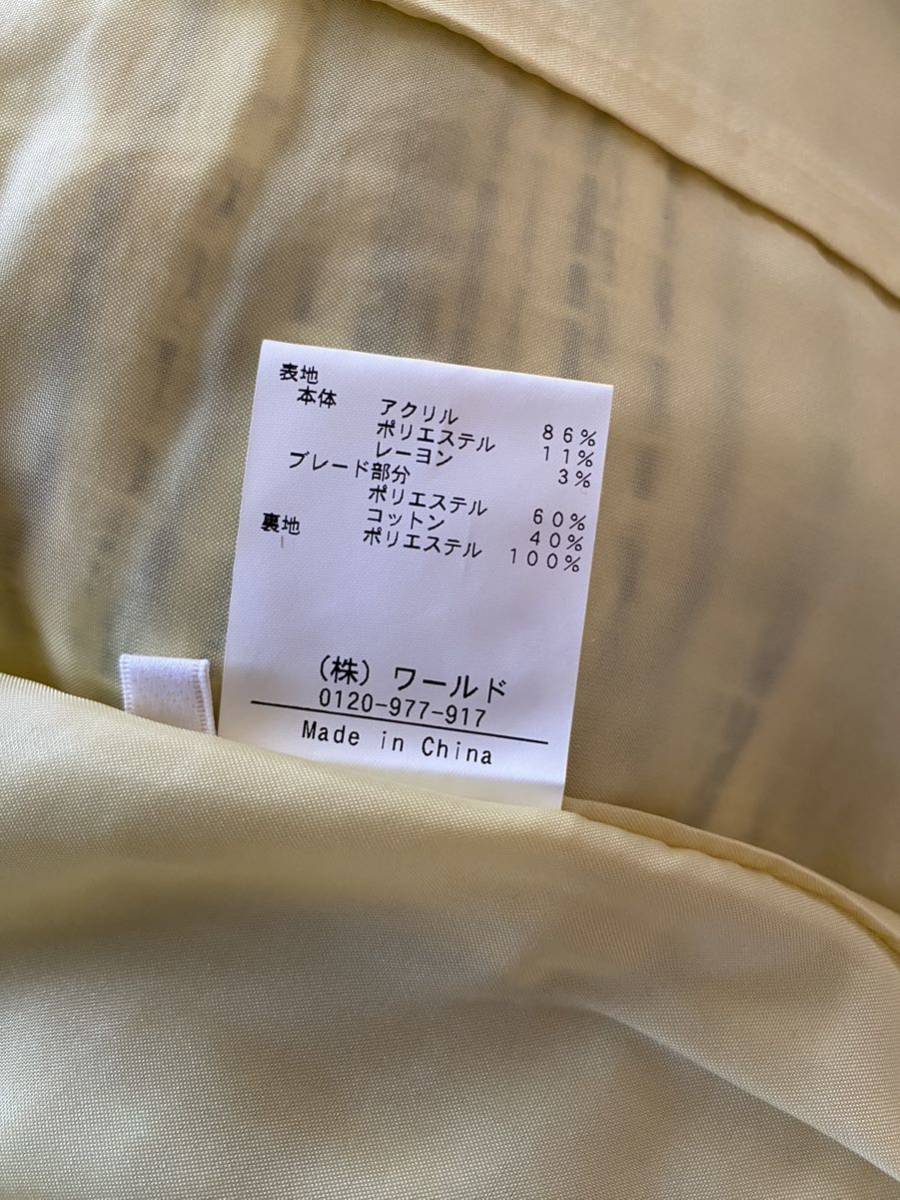 表地
本体 アクリル 86%
ポリエステル 11%
レーヨン 3%
ブレード部分
ポリエステル 60%
コットン 40%
裏地 ポリエステル 100%
(株) ワールド
0120-977-917
Made in China